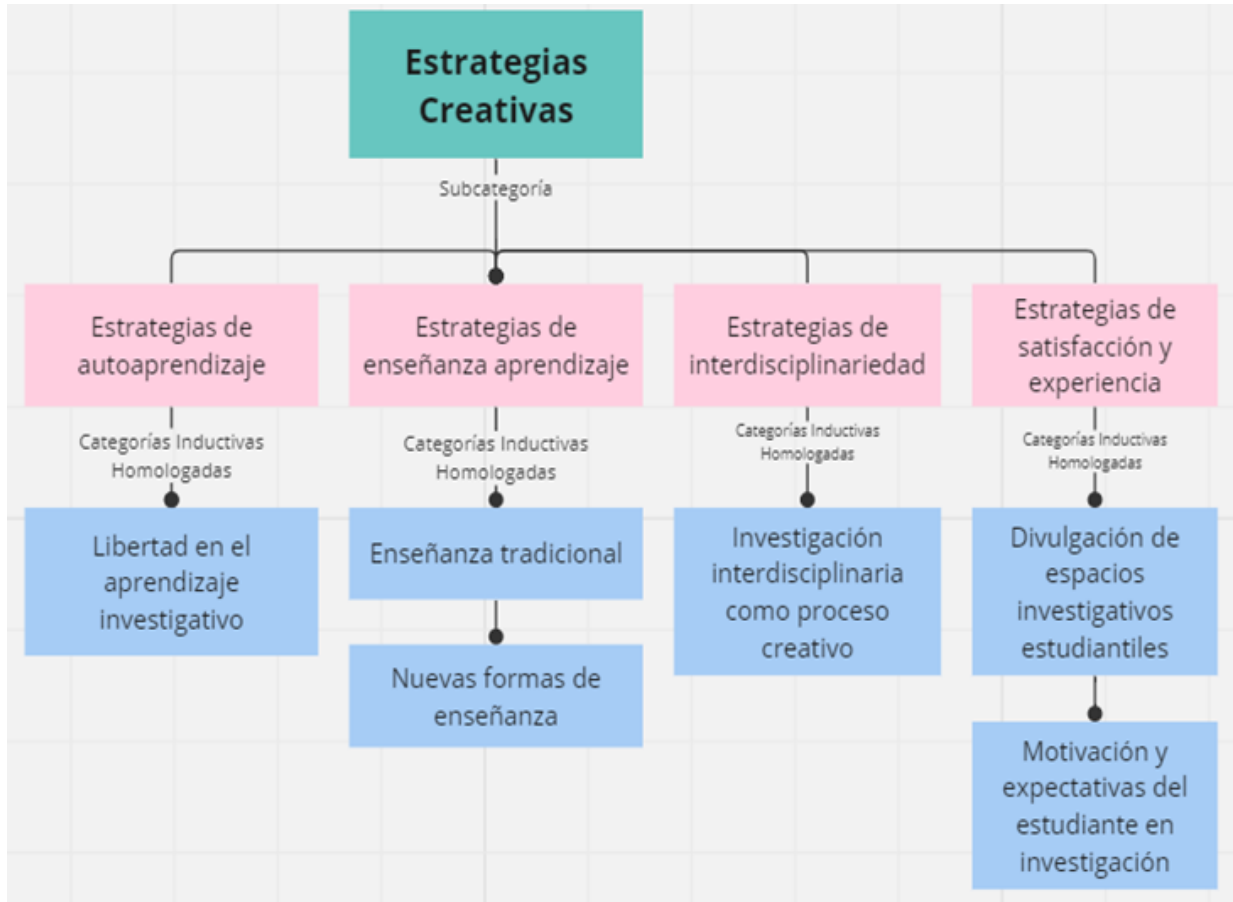 Estrategias
Creativas
Subcategoría
Estrategias de
autoaprendizaje
Estrategias de
enseñanza aprendizaje
Estrategias de
interdisciplinariedad
Estrategias de
satisfacción y
experiencia
Categorías Inductivas
Homologadas
Categorías Inductivas
Homologadas
Categorías Inductivas
Homologadas
Categorías Inductivas
Homologadas
Libertad en el
aprendizaje
investigativo
Enseñanza tradicional
Nuevas formas de
enseñanza
Investigación
interdisciplinaria
como proceso
creativo
Divulgación de
espacios
investigativos
estudiantiles
Motivación y
expectativas del
estudiante en
investigación